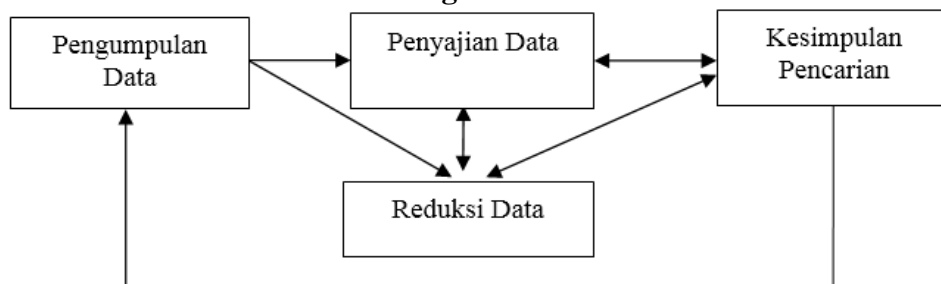 Pengumpulan
Data
Penyajian Data
Kesimpulan
Pencarian
Reduksi Data